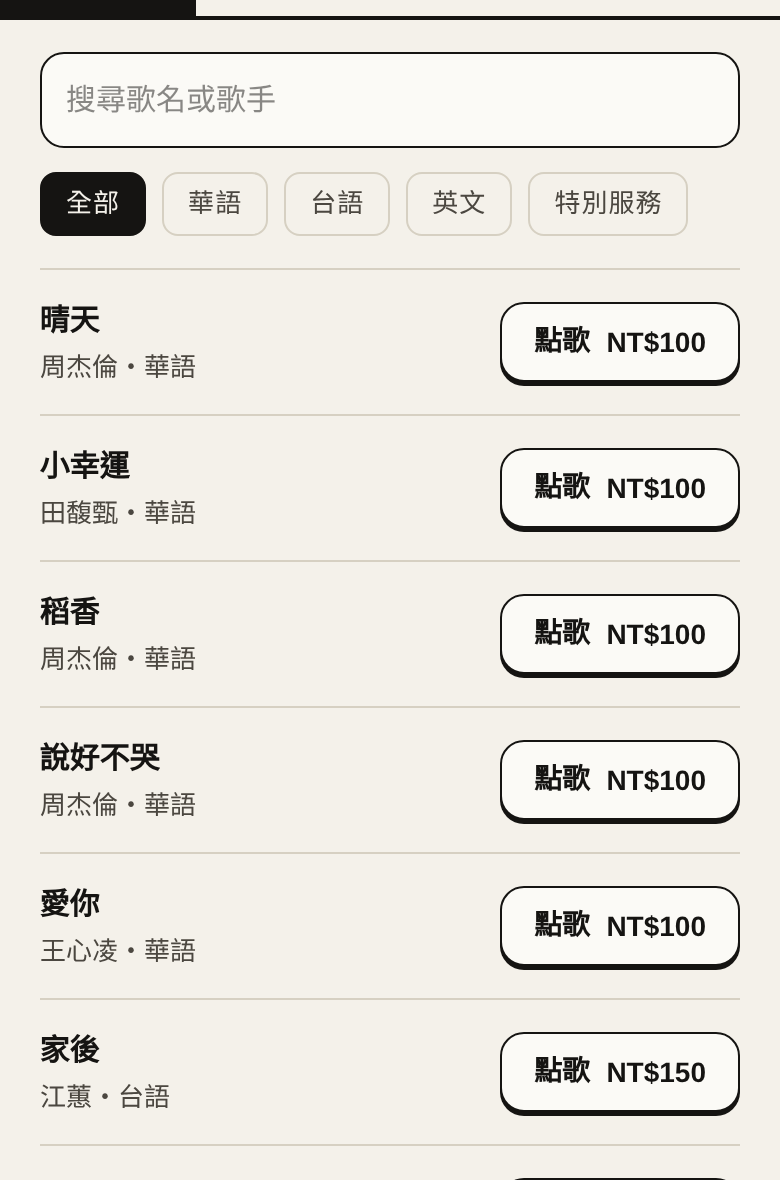 搜尋歌名或歌手
全部 華語 台語 英文 特別服務
晴天
周杰倫・華語
點歌 NT$100
小幸運
田馥甄・華語
點歌 NT$100
稻香
周杰倫・華語
點歌 NT$100
說好不哭
周杰倫・華語
點歌 NT$100
愛你
王心凌・華語
點歌 NT$100
家後
江蕙・台語
點歌 NT$150